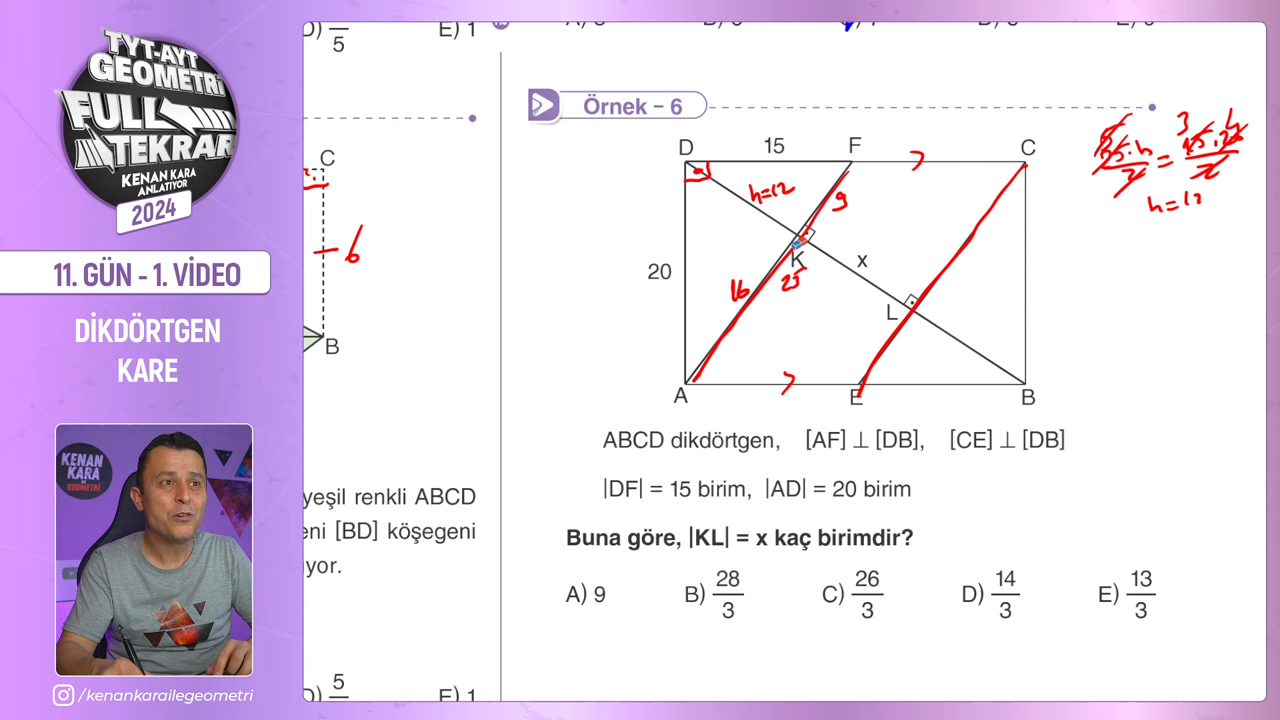 TYT-AYT
GEOMETRİ
FULL
TEKRAR
KENAN KARA
ANLATIYOR
2024
11. GÜN - 1. VİDEO
DİKDÖRTGEN
KARE
KENAN
KARA
GEOMETRİ
/kenankarailegeometri
5
E) 1
C
6
B
yeşil renkli ABCD
eni [BD] köşegeni
yor.
D) 5
E) 1
Örnek – 6
D 15 F C
h=12
9
20
K
x
16
25
L
A E B
h=12
ABCD dikdörtgen, [AF] ⊥ [DB], [CE] ⊥ [DB]
|DF| = 15 birim, |AD| = 20 birim
Buna göre, |KL| = x kaç birimdir?
A) 9 B) 28/3 C) 26/3 D) 14/3 E) 13/3